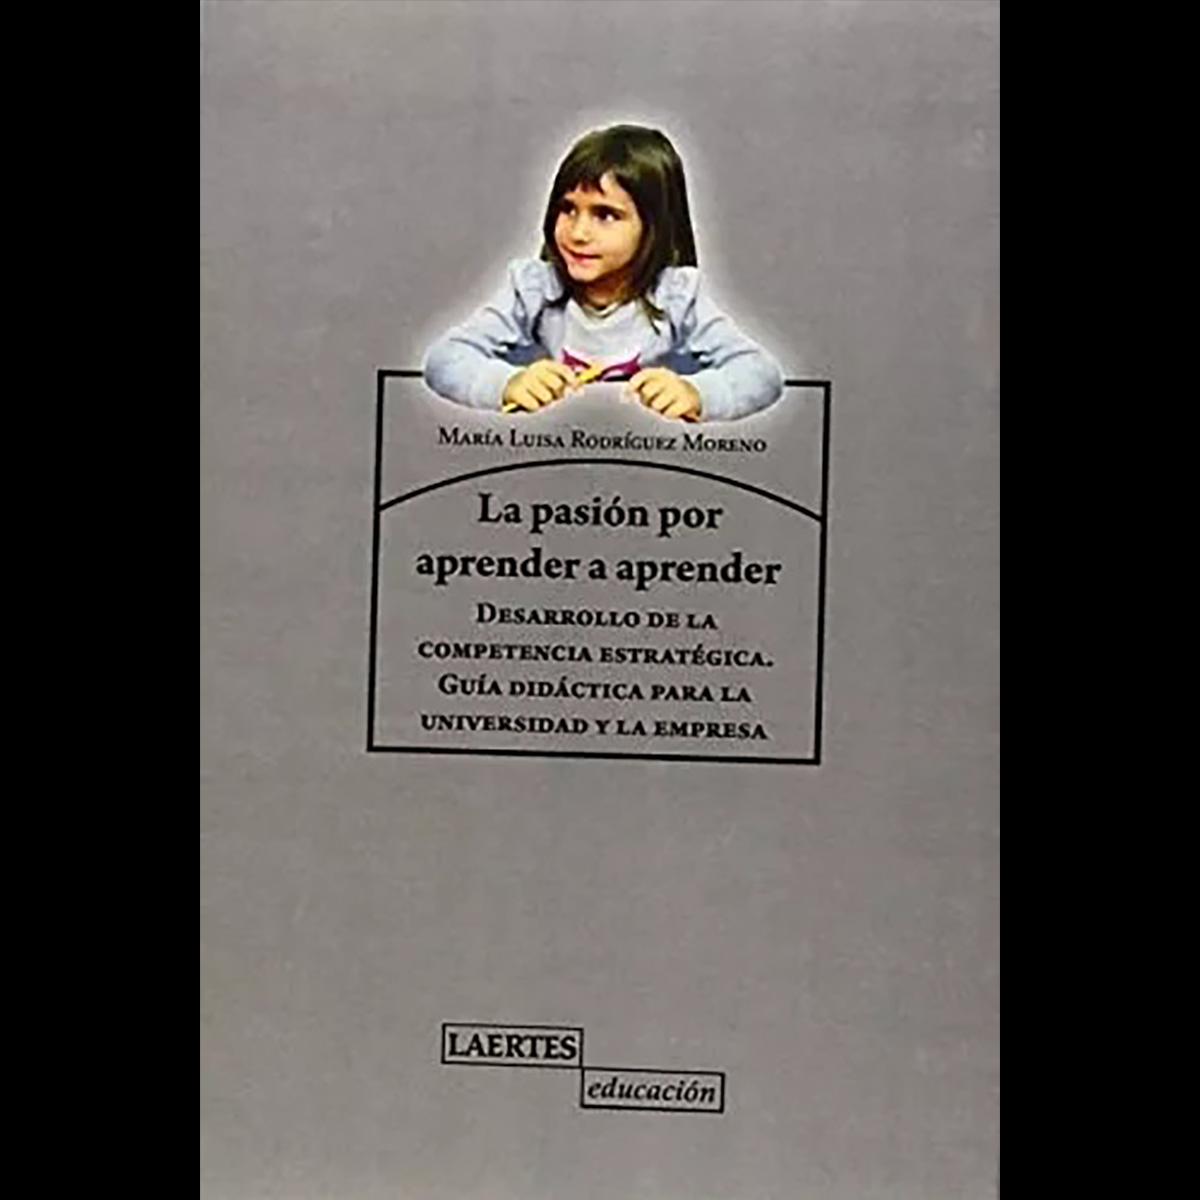 María Luisa Rodríguez Moreno
La pasión por
aprender a aprender
Desarrollo de la
competencia estratégica.
Guía didáctica para la
universidad y la empresa
LAERTES
educación